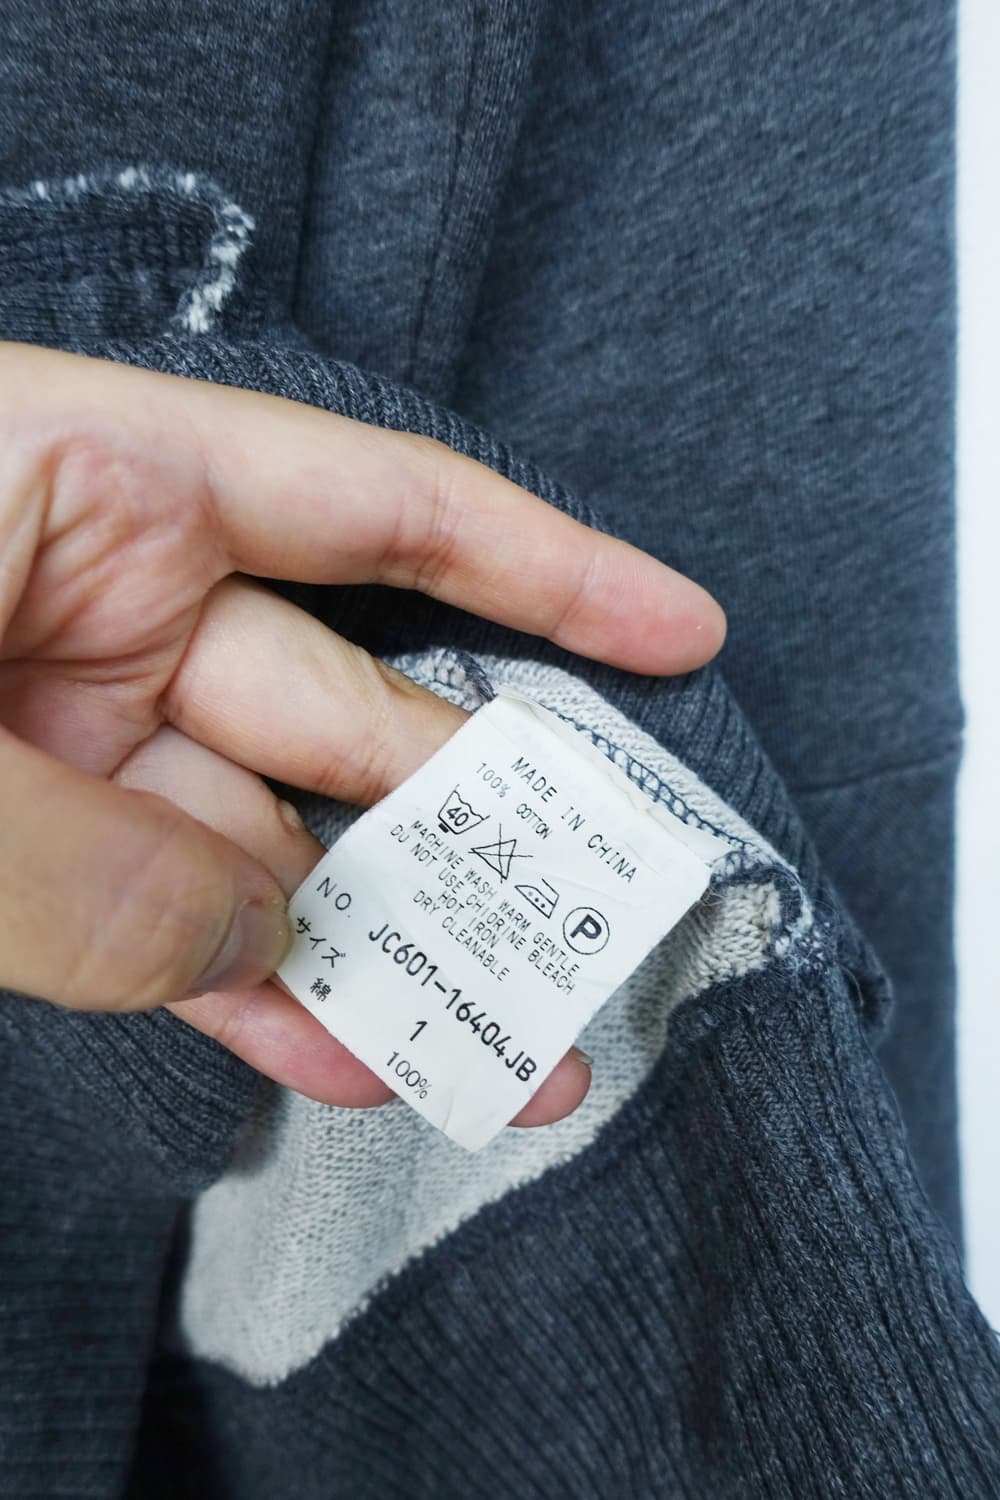 MADE IN CHINA
100% COTTON
40
P
MACHINE WASH WARM GENTLE
DO NOT USE CHLORINE BLEACH
HOT IRON
DRY CLEANABLE
NO. JC601-16404JB
サイズ 1
綿 100%